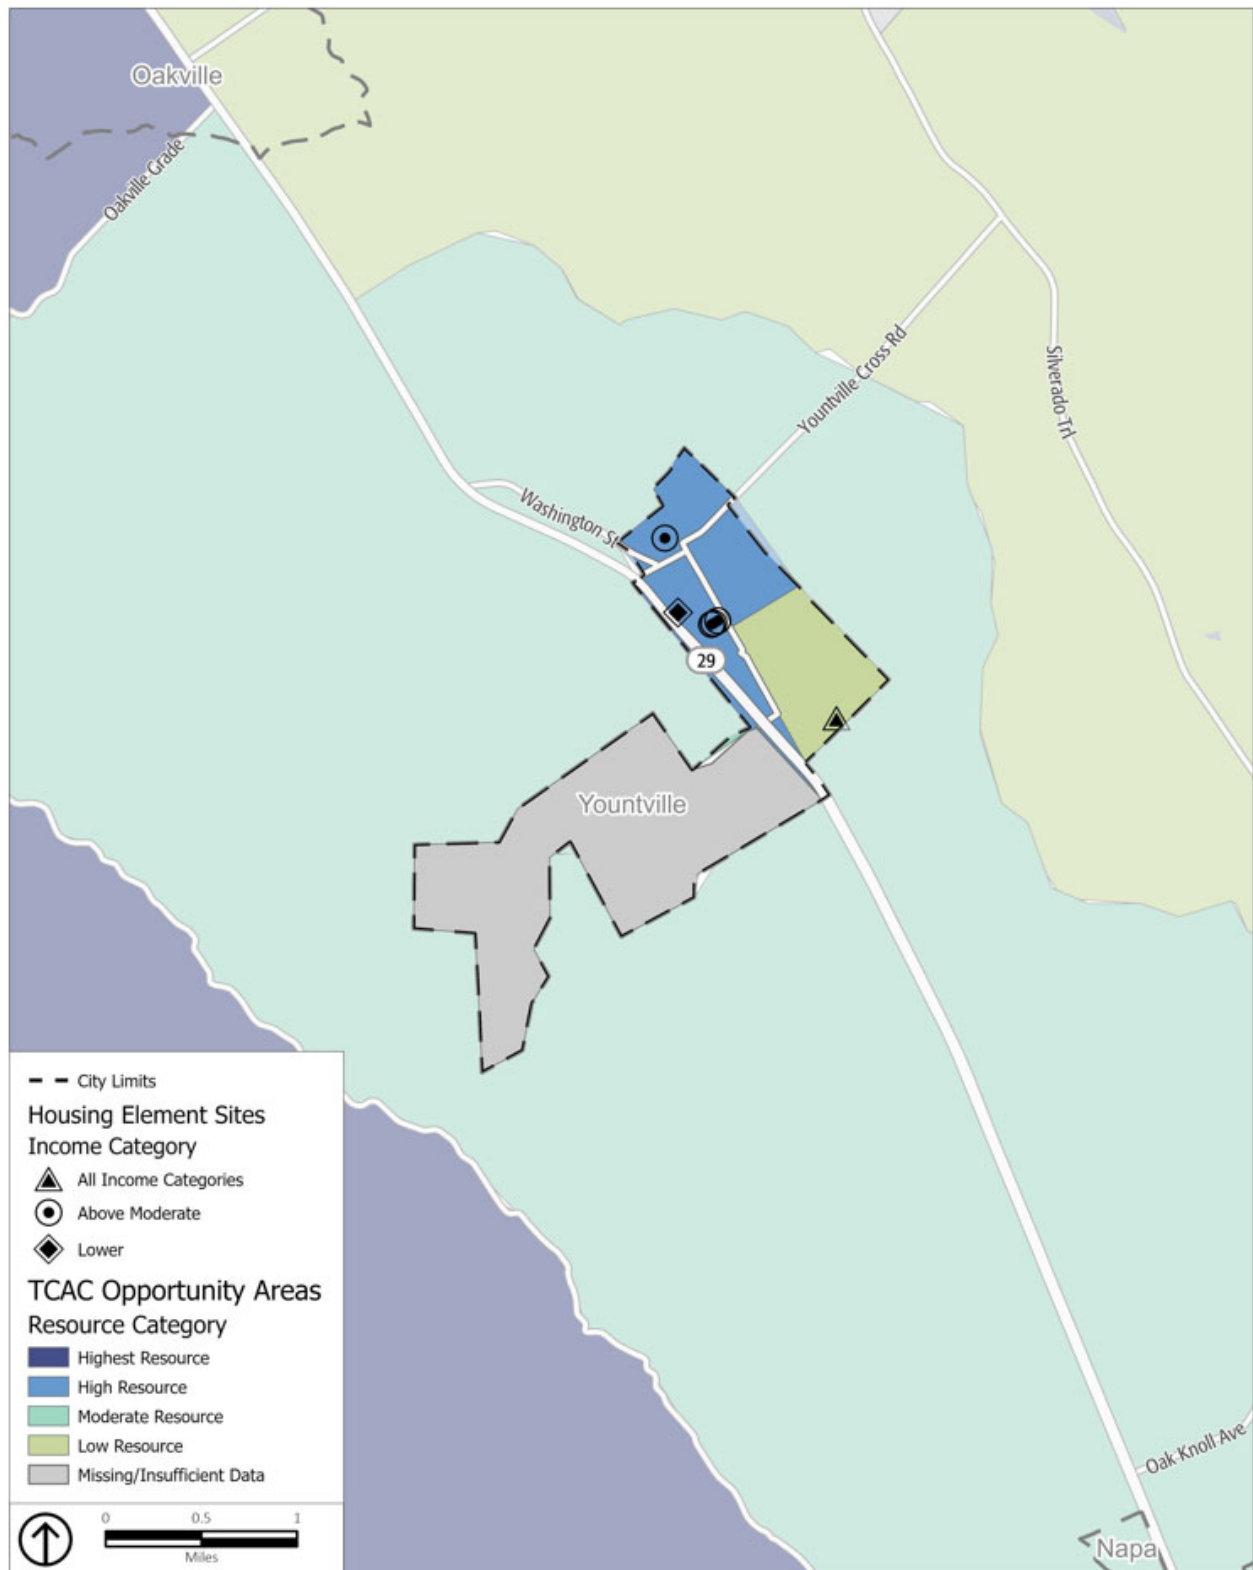 Oakville
Oakville Grade
Yountville Cross Rd
Silverado Trl
Washington St
29
Yountville
City Limits
Housing Element Sites
Income Category
All Income Categories
Above Moderate
Lower
TCAC Opportunity Areas
Resource Category
Highest Resource
High Resource
Moderate Resource
Low Resource
Missing/Insufficient Data
0 0.5 1
Miles
Oak Knoll Ave
Napa